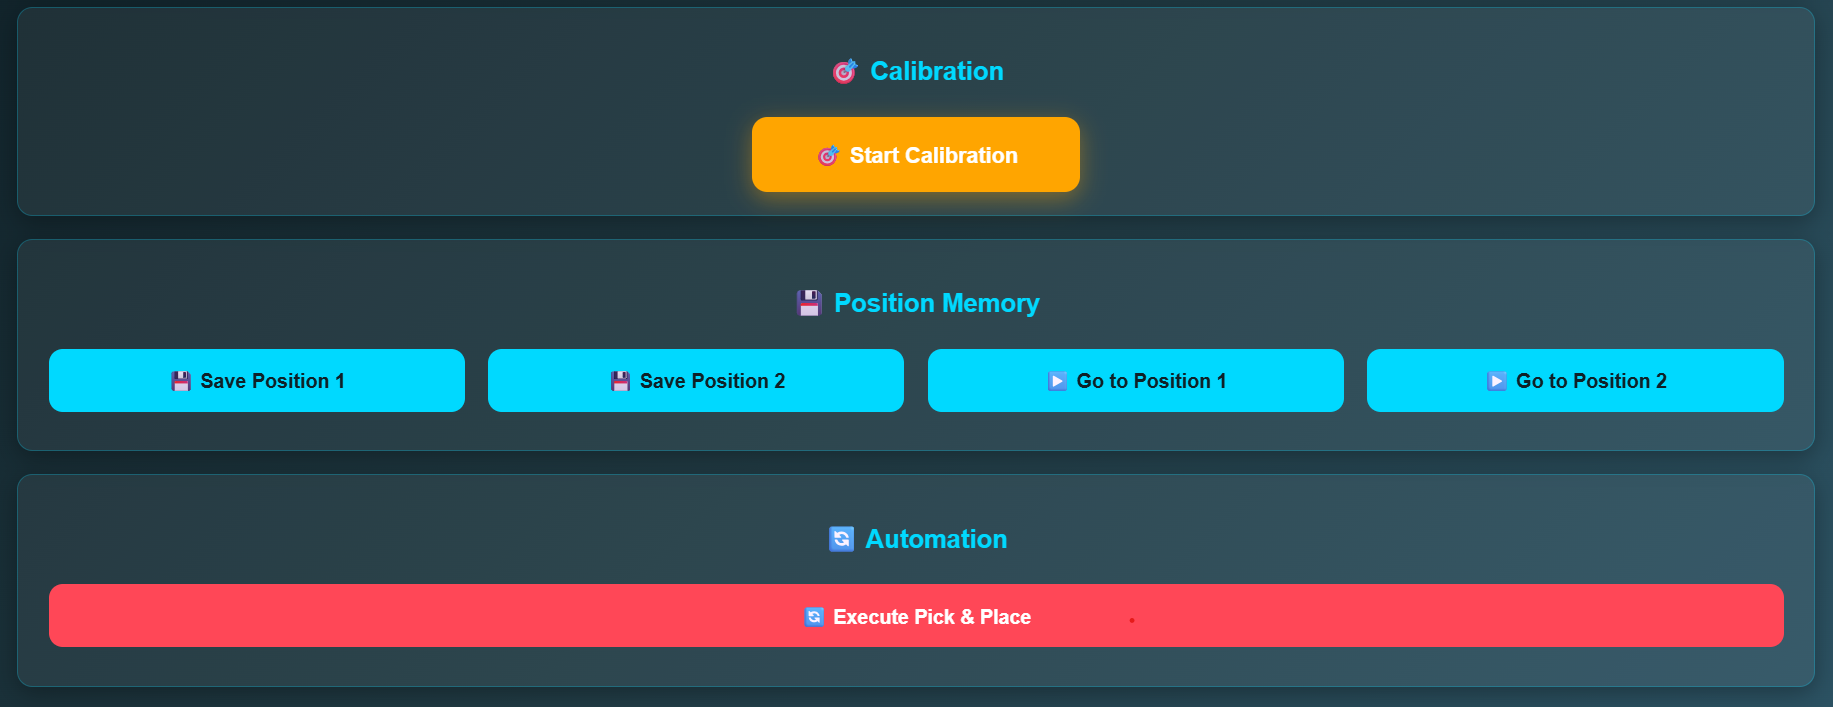 Calibration
Start Calibration
Position Memory
Save Position 1
Save Position 2
Go to Position 1
Go to Position 2
Automation
Execute Pick & Place